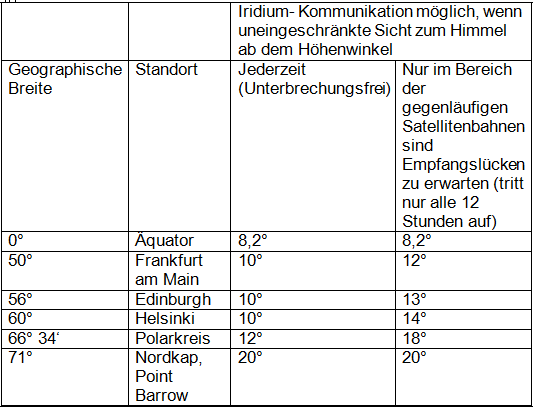 Iridium- Kommunikation möglich, wenn
uneingeschränkte Sicht zum Himmel
ab dem Höhenwinkel
Geographische
Breite
Standort
Jederzeit
(Unterbrechungsfrei)
Nur im Bereich
der
gegenläufigen
Satellitenbahnen
sind
Empfangslücken
zu erwarten (tritt
nur alle 12
Stunden auf)
0°
Äquator
8,2°
8,2°
50°
Frankfurt
am Main
10°
12°
56°
Edinburgh
10°
13°
60°
Helsinki
10°
14°
66° 34‘
Polarkreis
12°
18°
71°
Nordkap,
Point
Barrow
20°
20°